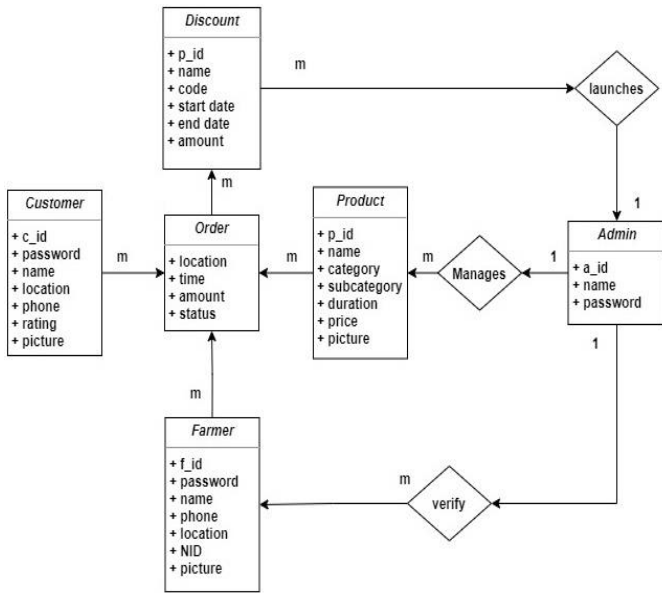 Discount
+ p_id
+ name
+ code
+ start date
+ end date
+ amount
m
launches
m
1
Customer
+ c_id
+ password
+ name
+ location
+ phone
+ rating
+ picture
m
Order
+ location
+ time
+ amount
+ status
m
Product
+ p_id
+ name
+ category
+ subcategory
+ duration
+ price
+ picture
m
Manages
1
Admin
+ a_id
+ name
+ password
1
m
Farmer
+ f_id
+ password
+ name
+ phone
+ location
+ NID
+ picture
m
verify